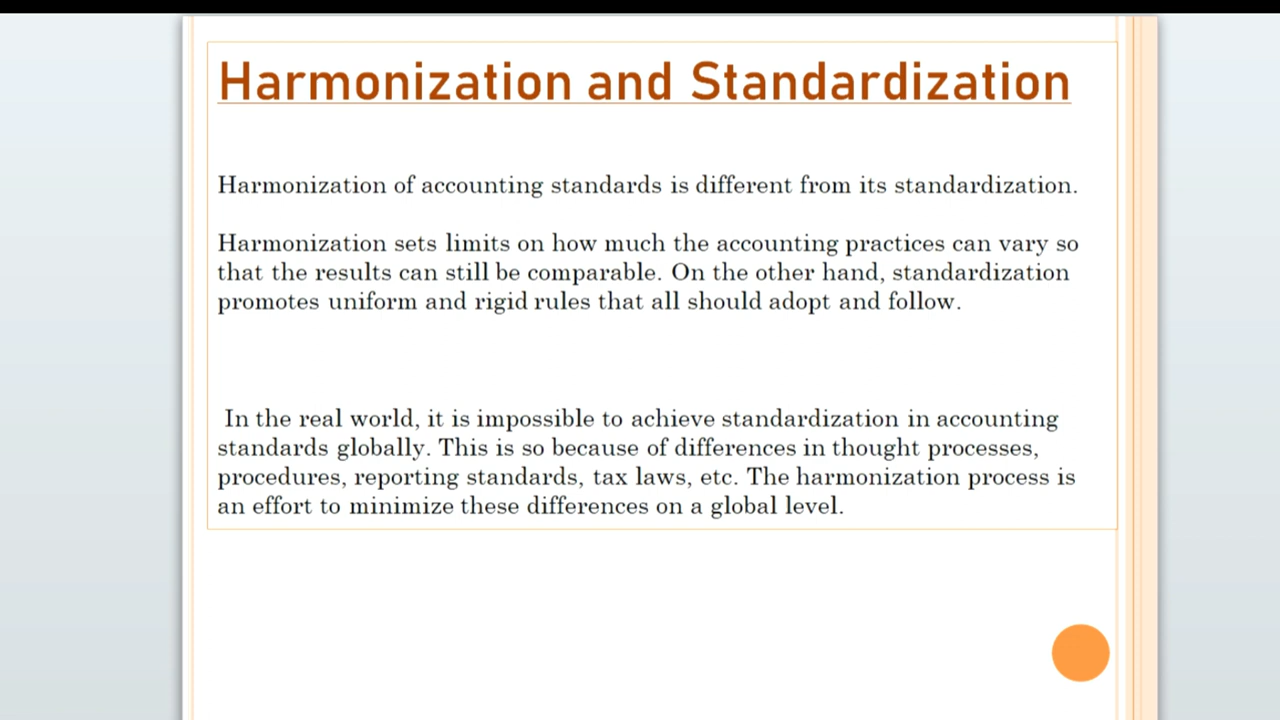 Harmonization and Standardization
Harmonization of accounting standards is different from its standardization.
Harmonization sets limits on how much the accounting practices can vary so
that the results can still be comparable. On the other hand, standardization
promotes uniform and rigid rules that all should adopt and follow.
In the real world, it is impossible to achieve standardization in accounting
standards globally. This is so because of differences in thought processes,
procedures, reporting standards, tax laws, etc. The harmonization process is
an effort to minimize these differences on a global level.